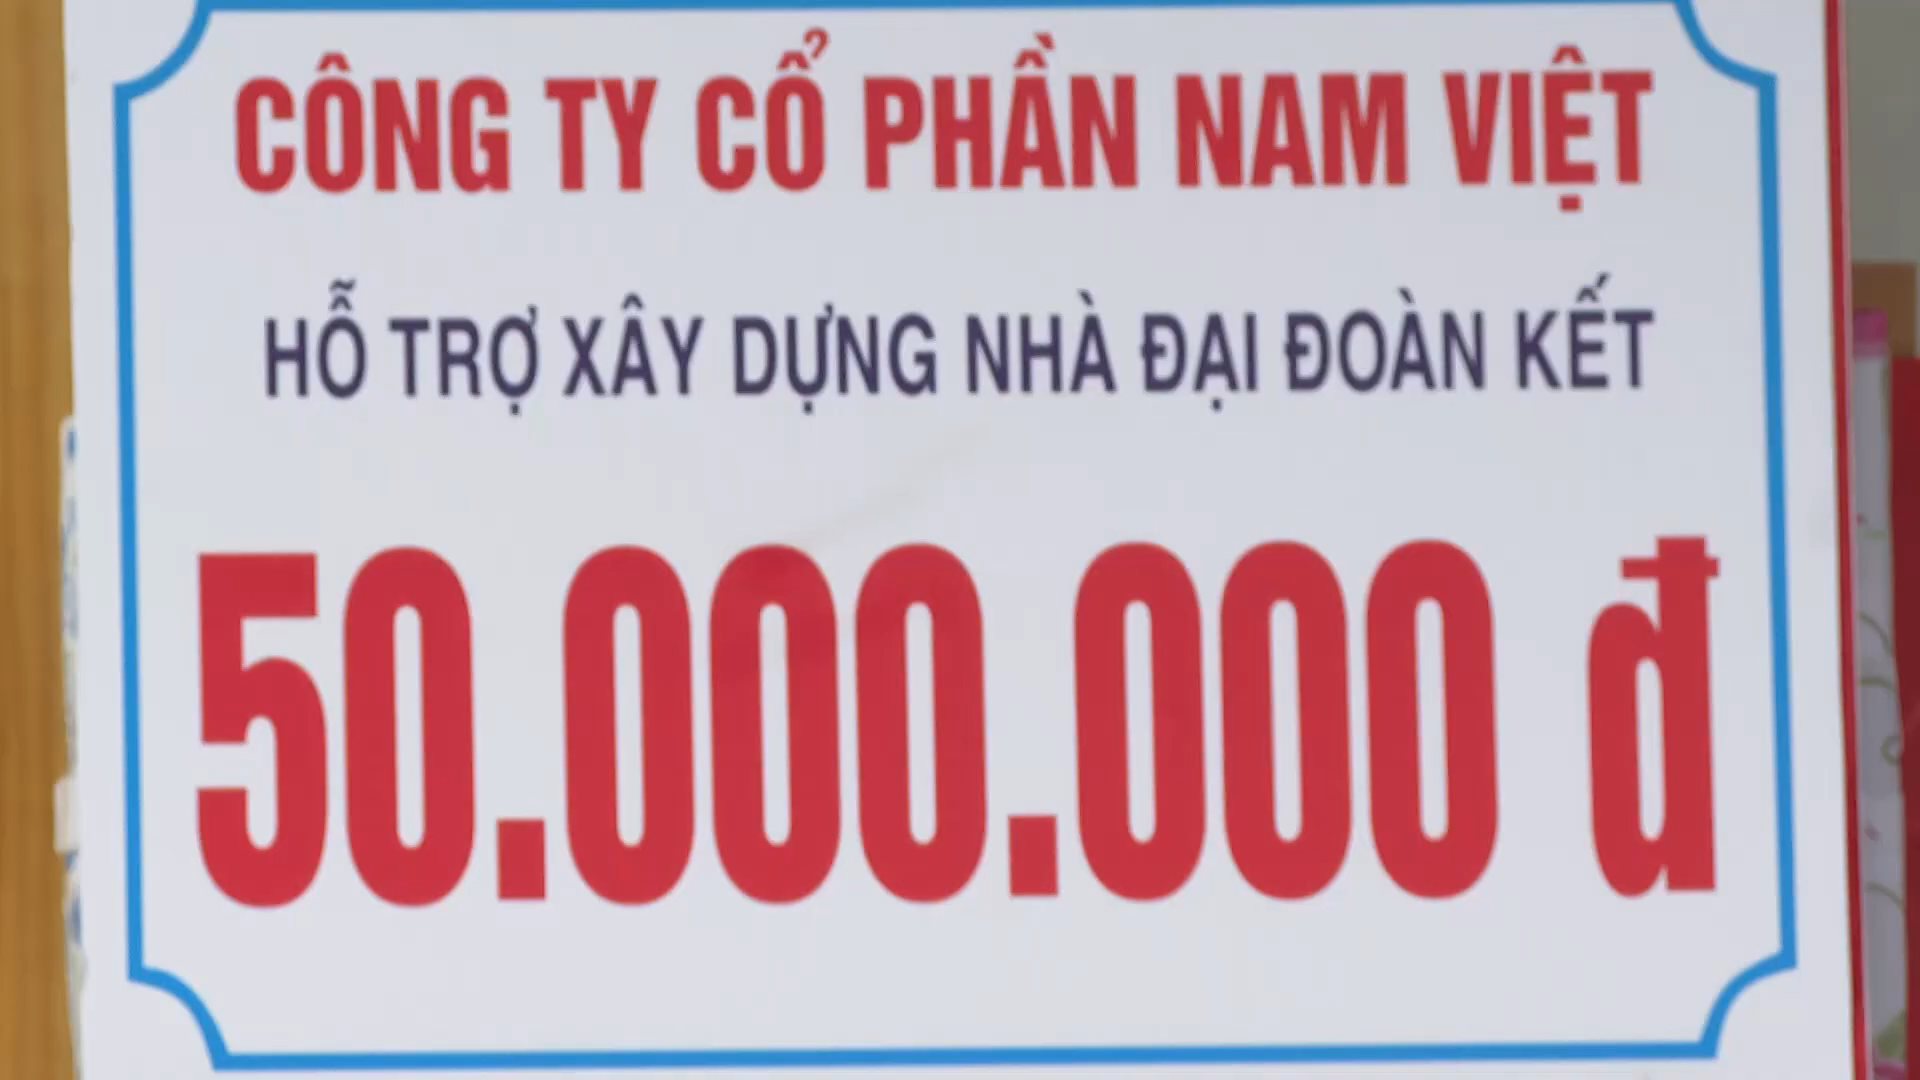 CÔNG TY CỔ PHẦN NAM VIỆT
HỖ TRỢ XÂY DỰNG NHÀ ĐẠI ĐOÀN KẾT
50.000.000 đ